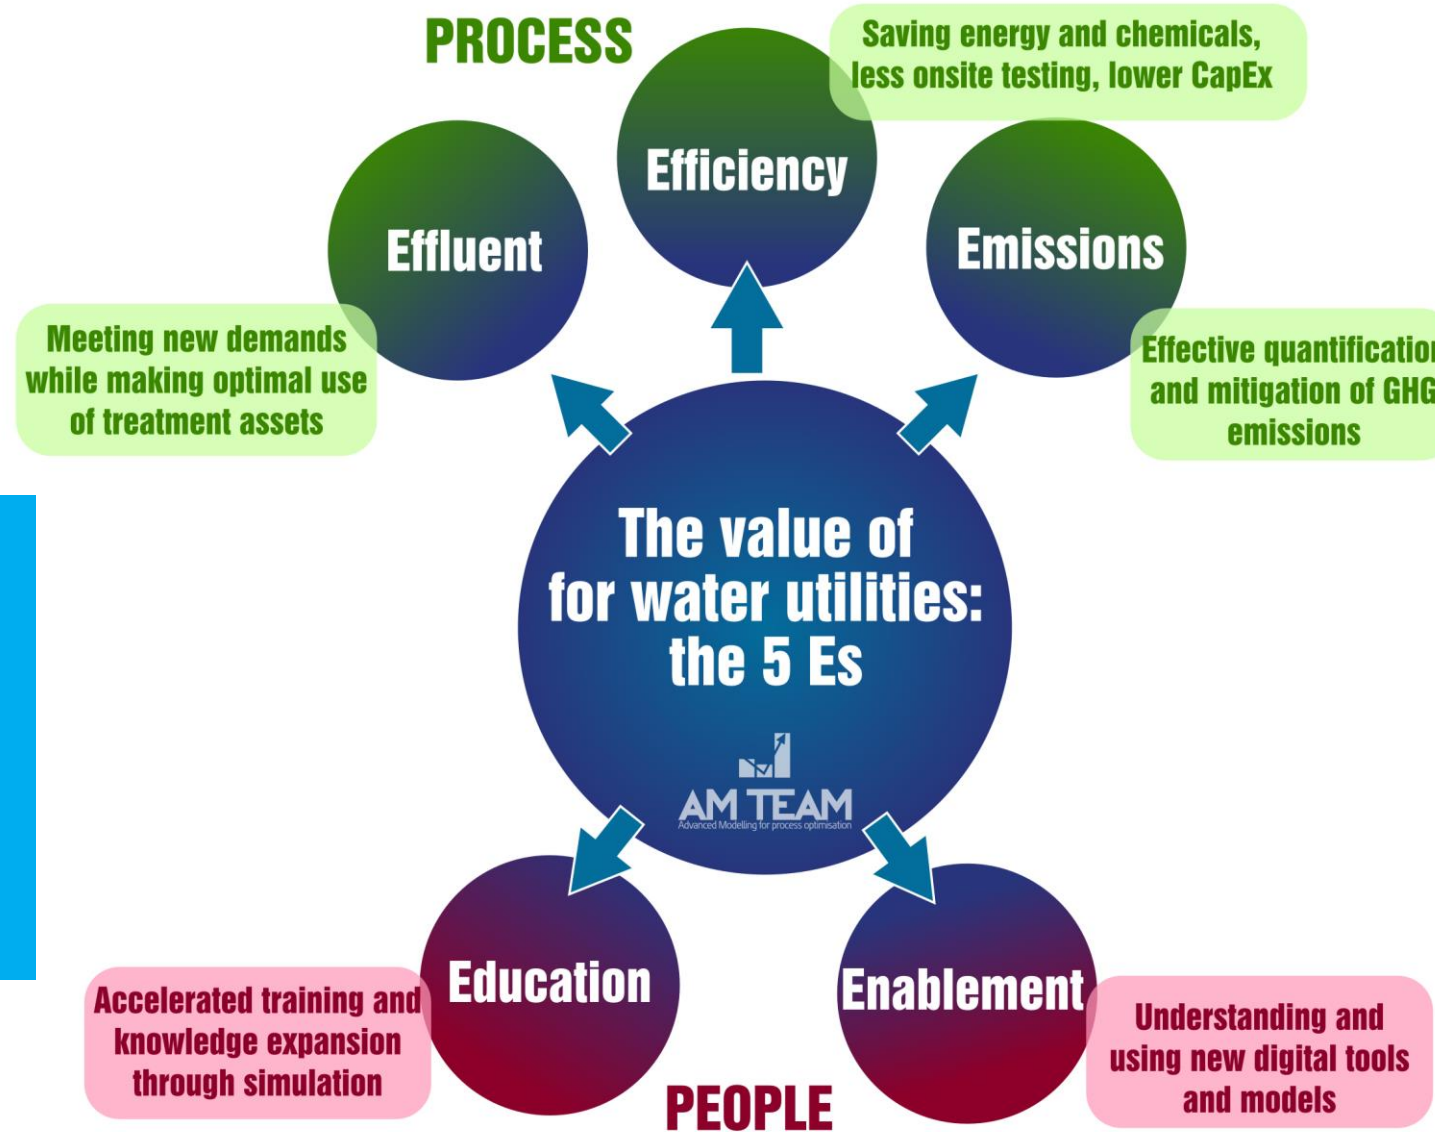 PROCESS
Saving energy and chemicals,
less onsite testing, lower CapEx
Efficiency
Effluent
Emissions
Meeting new demands
while making optimal use
of treatment assets
Effective quantification
and mitigation of GHG
emissions
The value of
for water utilities:
the 5 Es
AM TEAM
Advanced Modelling for process optimisation
Education
Enablement
Accelerated training and
knowledge expansion
through simulation
Understanding and
using new digital tools
and models
PEOPLE